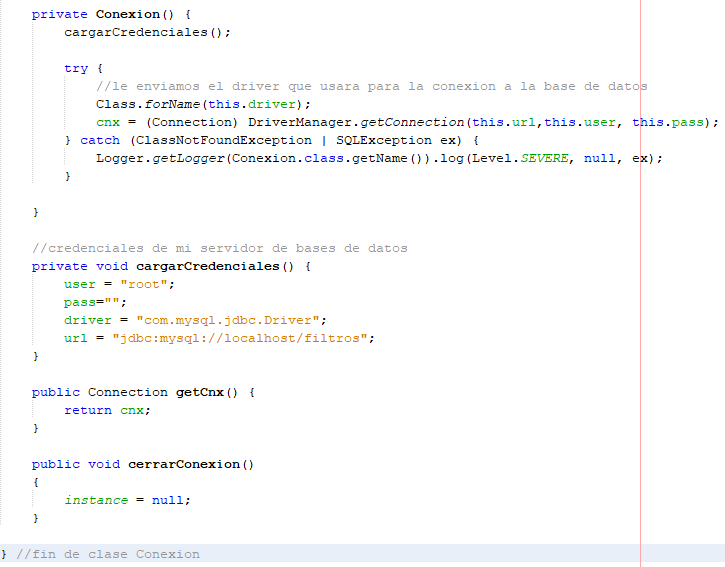 private Conexion() {
cargarCredenciales();
try {
//le enviamos el driver que usara para la conexion a la base de datos
Class.forName(this.driver);
cnx = (Connection) DriverManager.getConnection(this.url,this.user, this.pass);
} catch (ClassNotFoundException | SQLException ex) {
Logger.getLogger(Conexion.class.getName()).log(Level.SEVERE, null, ex);
}
}
//credenciales de mi servidor de bases de datos
private void cargarCredenciales() {
user = "root";
pass="";
driver = "com.mysql.jdbc.Driver";
url = "jdbc:mysql://localhost/filtros";
}
public Connection getCnx() {
return cnx;
}
public void cerrarConexion()
{
instance = null;
}
} //fin de clase Conexion